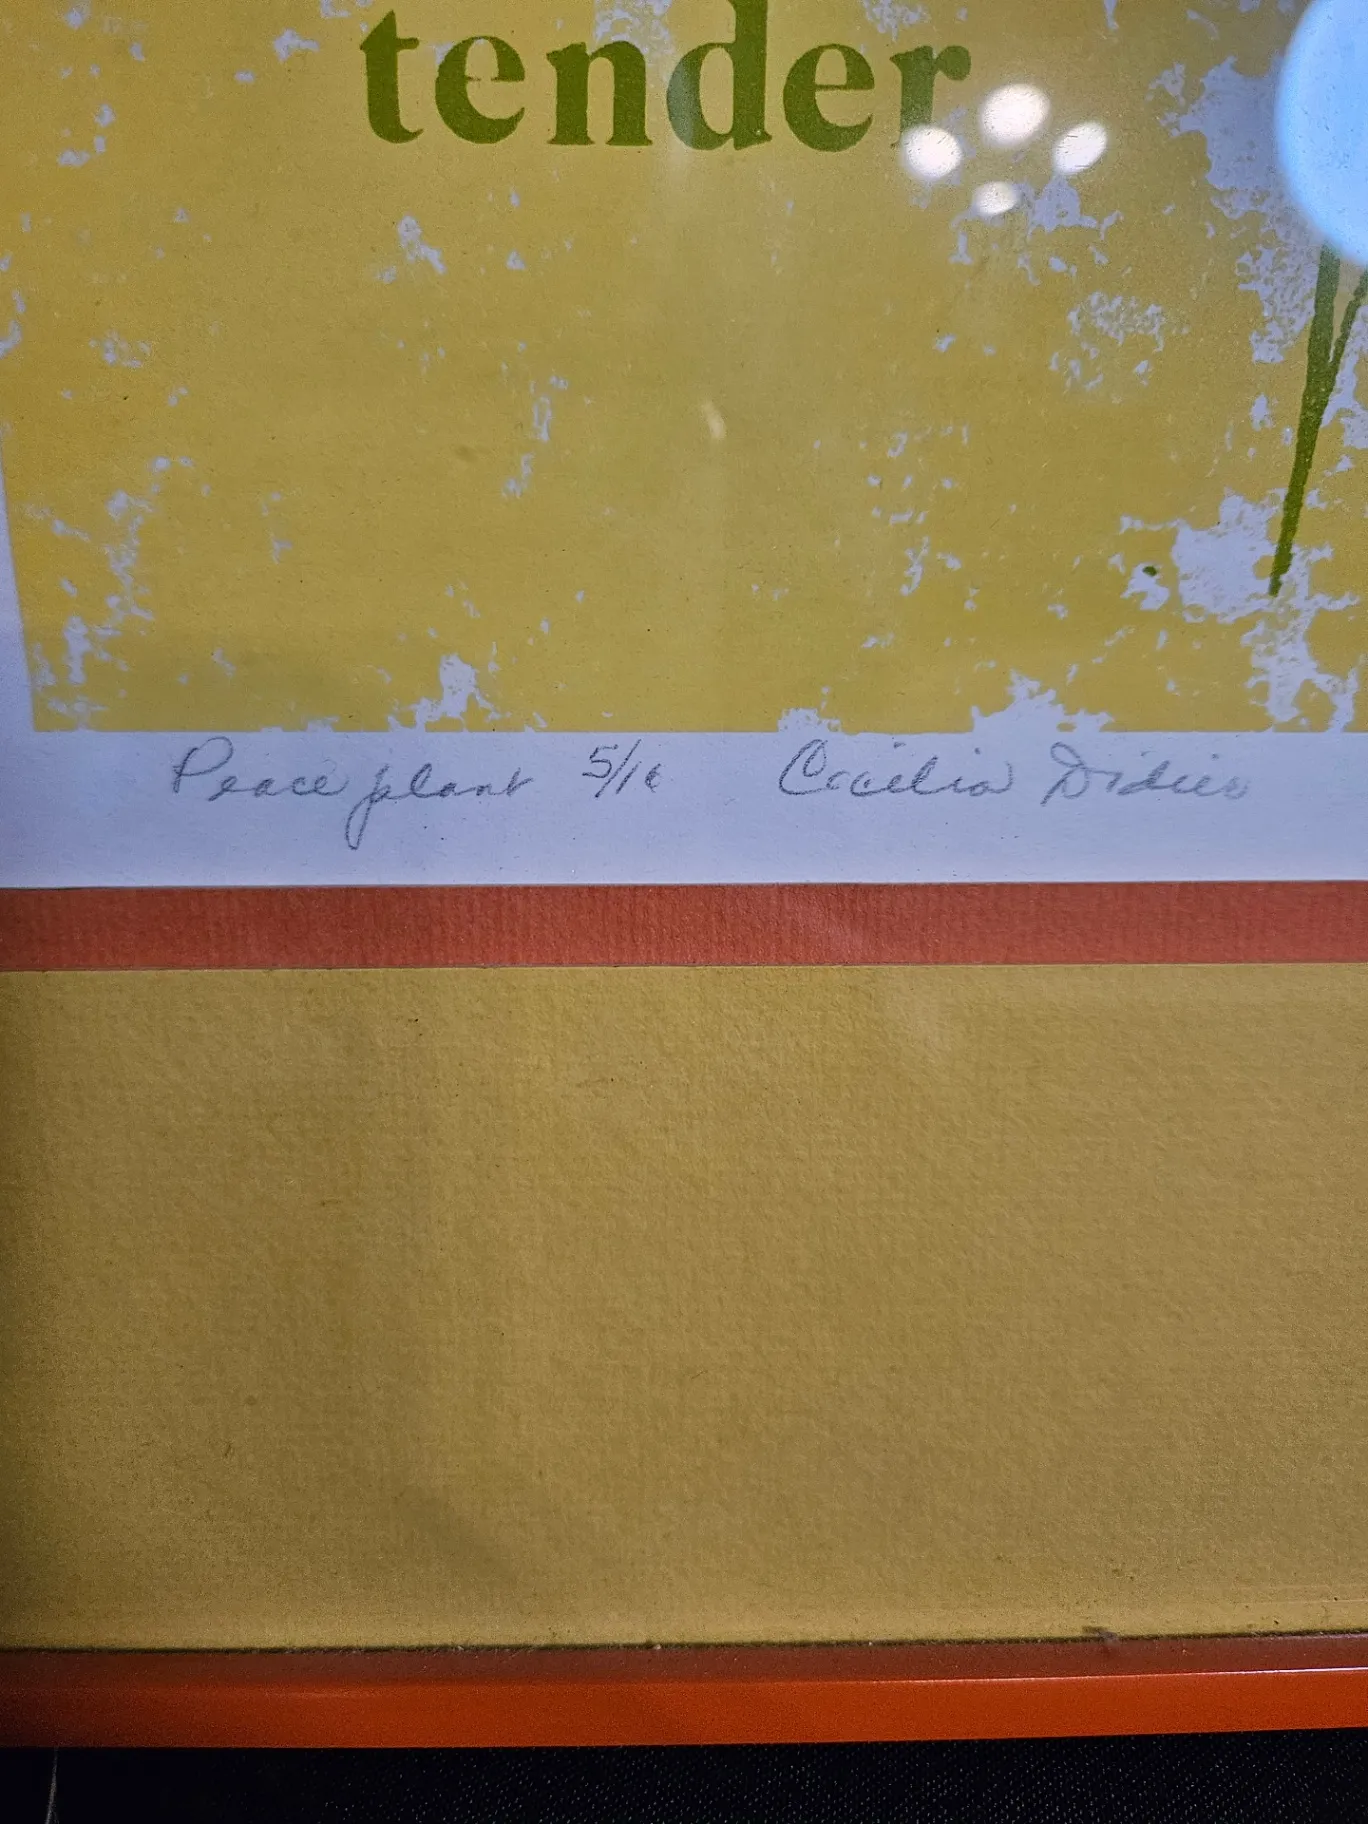 tender
Peace plant 5/16 Cecilia Didier